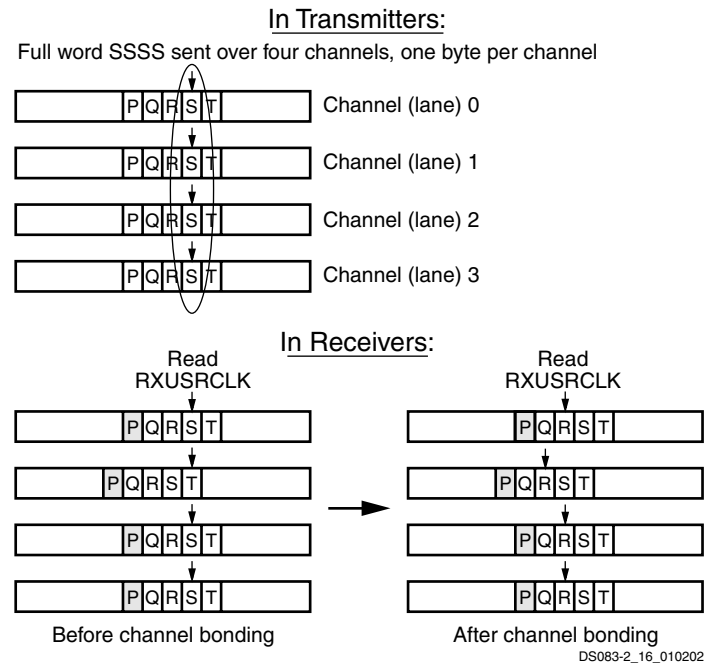 In Transmitters:
Full word SSSS sent over four channels, one byte per channel
P Q R S T Channel (lane) 0
P Q R S T Channel (lane) 1
P Q R S T Channel (lane) 2
P Q R S T Channel (lane) 3
In Receivers:
Read
RXUSRCLK
P Q R S T
P Q R S T
P Q R S T
P Q R S T
Before channel bonding
Read
RXUSRCLK
P Q R S T
P Q R S T
P Q R S T
P Q R S T
After channel bonding
DS083-2_16_010202